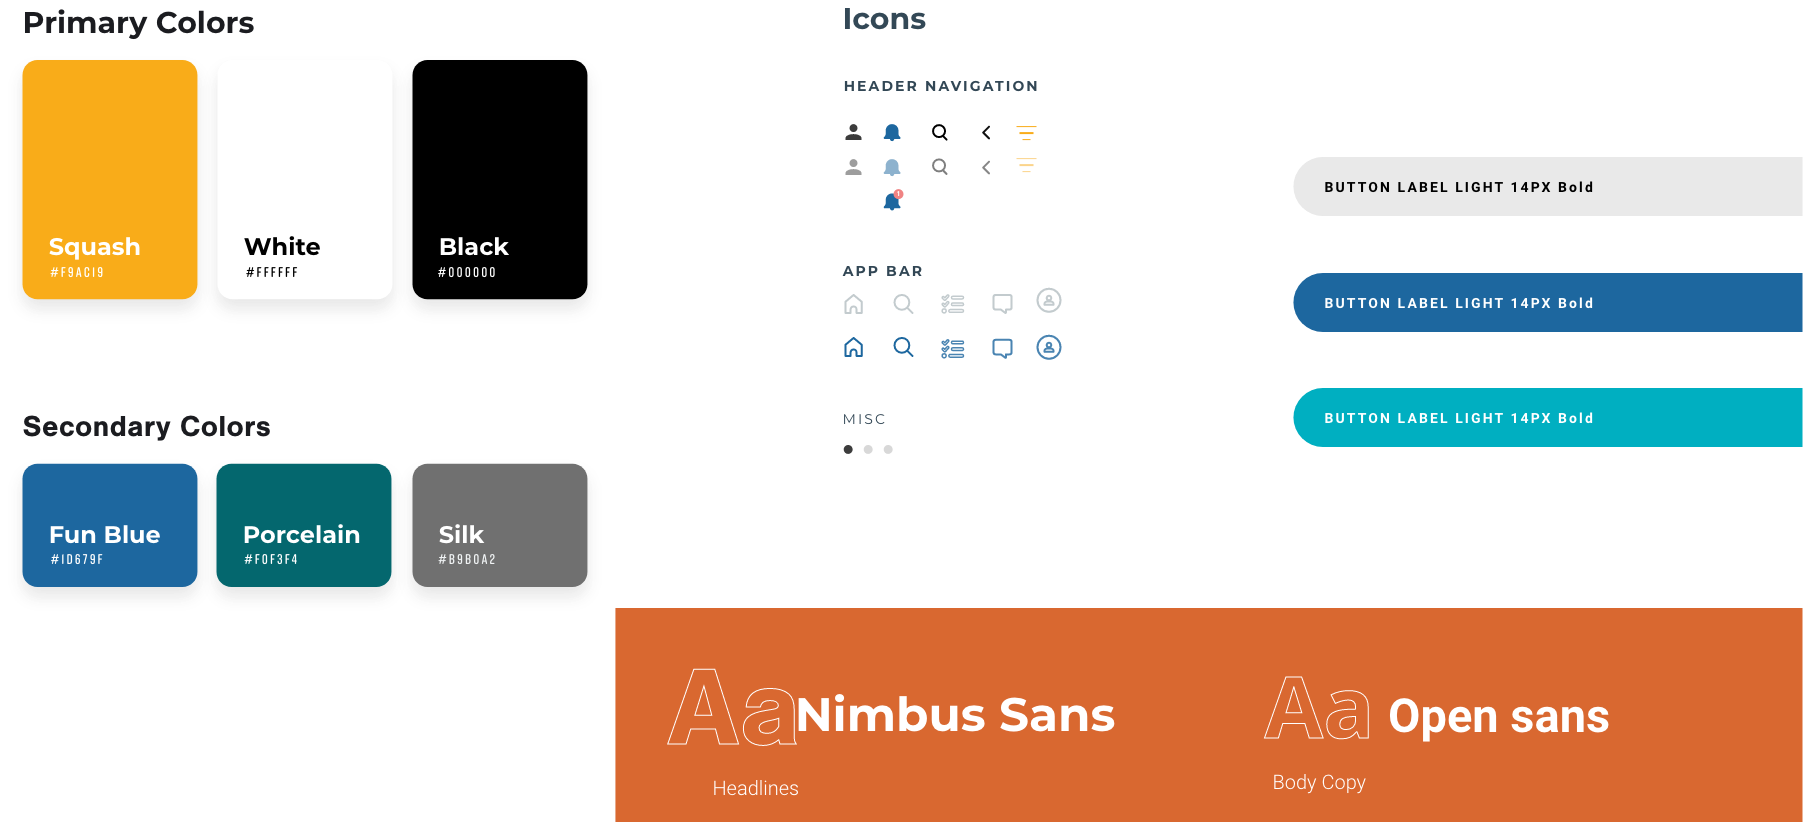 Primary Colors
Squash
#F9AC19
White
#FFFFFF
Black
#000000
Secondary Colors
Fun Blue
#1D679F
Porcelain
#F0F3F4
Silk
#B9B0A2
Icons
HEADER NAVIGATION
APP BAR
MISC
BUTTON LABEL LIGHT 14PX Bold
BUTTON LABEL LIGHT 14PX Bold
BUTTON LABEL LIGHT 14PX Bold
Aa Nimbus Sans
Headlines
Aa Open sans
Body Copy